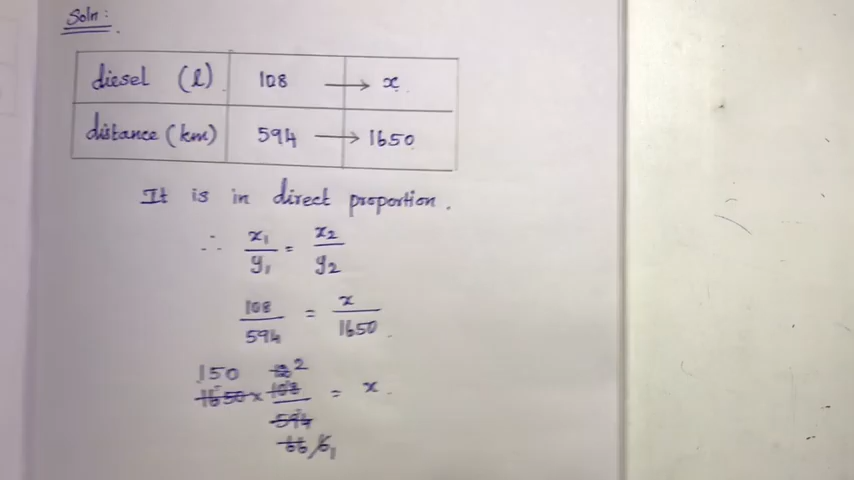 Soln:
diesel (l) 108 → x
distance (km) 594 → 1650
It is in direct proportion.
∴ x₁/y₁ = x₂/y₂
108/594 = x/1650
150 12 2
1650 × 108/594 = x
66 6 1